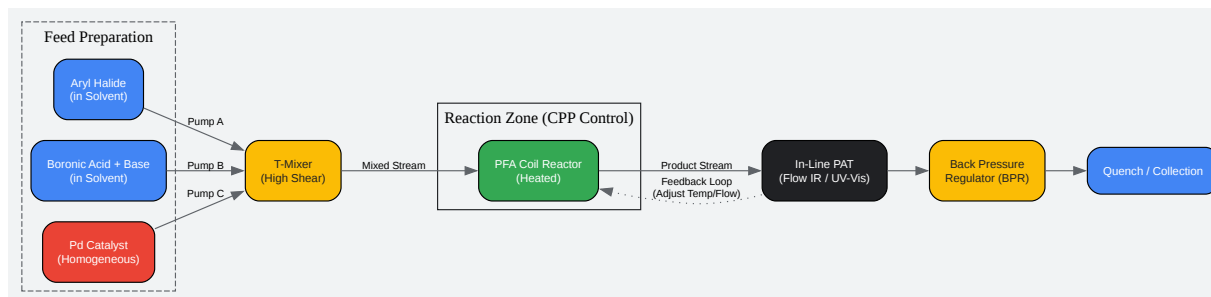 Feed Preparation
Aryl Halide
(in Solvent)
Pump A
Boronic Acid + Base
(in Solvent)
Pump B
Pump C
Pd Catalyst
(Homogeneous)
T-Mixer
(High Shear)
Mixed Stream
Reaction Zone (CPP Control)
PFA Coil Reactor
(Heated)
Product Stream
Feedback Loop
(Adjust Temp/Flow)
In-Line PAT
(Flow IR / UV-Vis)
Back Pressure
Regulator (BPR)
Quench / Collection